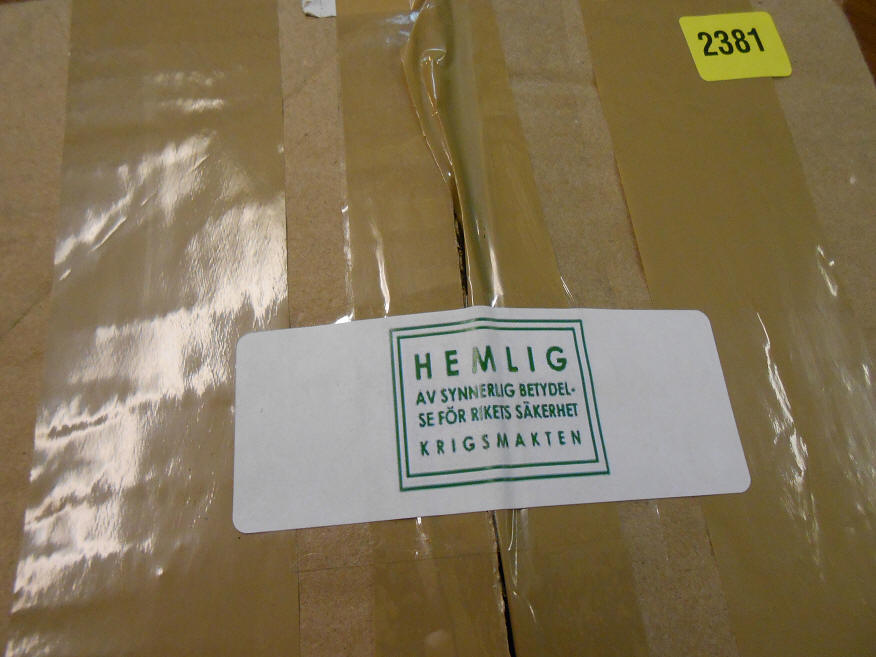 2381
HEMLIG
AV SYNNERLIG BETYDEL-
SE FÖR RIKETS SÄKERHET
KRIGSMAKTEN